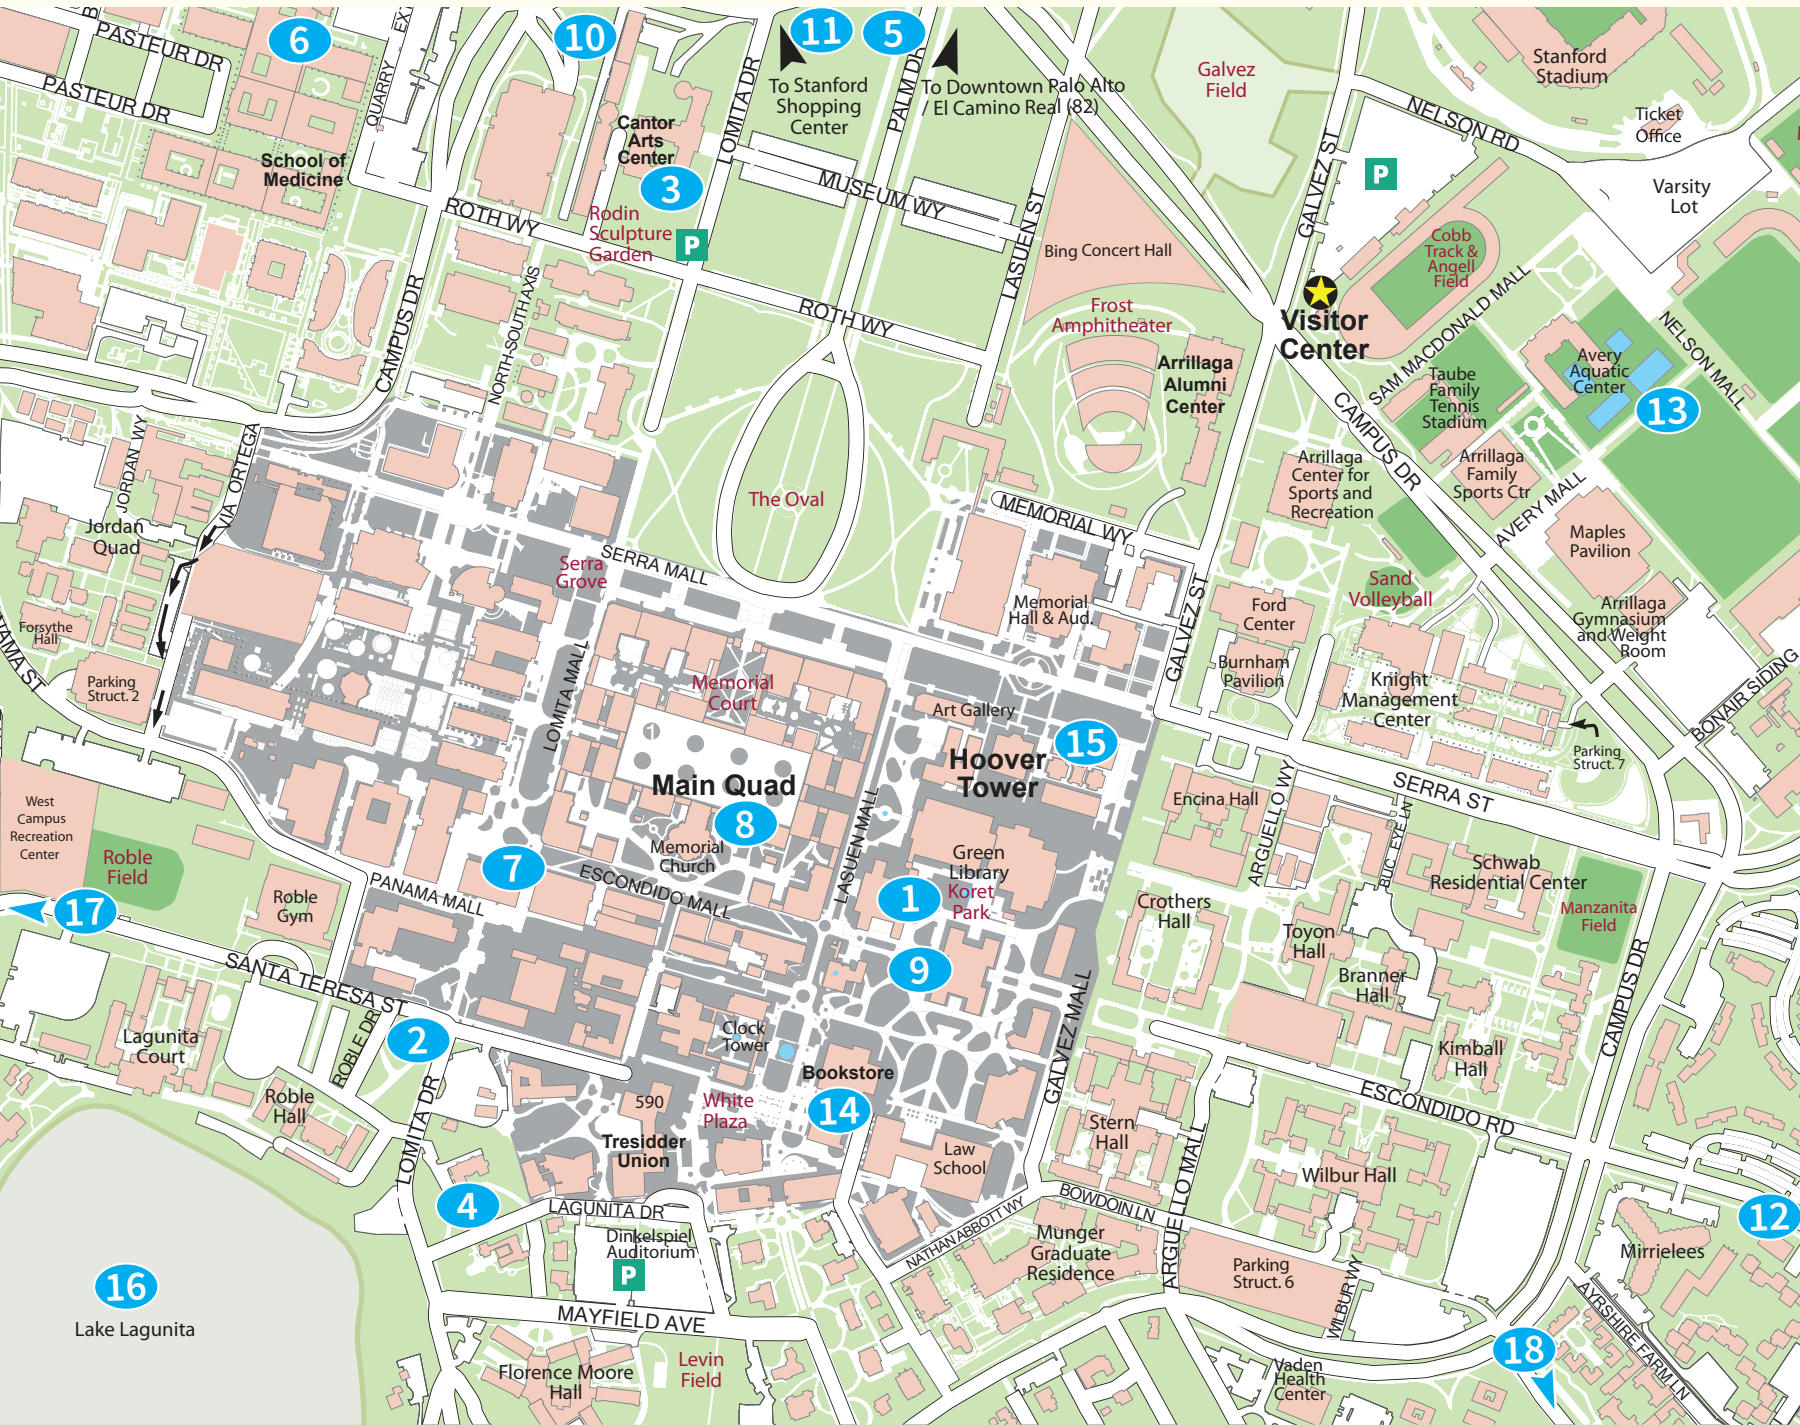 PASTEUR DR
PASTEUR DR
6
School of
Medicine
QUARRY
EXT
10
Cantor
Arts
Center
3
Rodin
Sculpture
Garden
P
LOMITA DR
11
To Stanford
Shopping
Center
5
PALM DR
To Downtown Palo Alto
/ El Camino Real (82)
MUSEUM WY
LASUEN ST
Bing Concert Hall
Galvez
Field
Stanford
Stadium
NELSON RD
Ticket
Office
Varsity
Lot
GALVEZ ST
P
Cobb
Track &
Angell
Field
Visitor
Center
SAM MACDONALD MALL
NELSON MALL
Avery
Aquatic
Center
13
Taube
Family
Tennis
Stadium
Arrillaga
Family
Sports Ctr
AVERY MALL
Maples
Pavilion
Arrillaga
Gymnasium
and Weight
Room
BONAIR SIDING
ROTH WY
ROTH WY
CAMPUS DR
NORTH-SOUTH AXIS
Frost
Amphitheater
Arrillaga
Alumni
Center
CAMPUS DR
Arrillaga
Center for
Sports and
Recreation
The Oval
MEMORIAL WY
Sand
Volleyball
JORDAN WY
VIA ORTEGA
Jordan
Quad
Forsythe
Hall
Parking
Struct. 2
PANAMA ST
Serra
Grove
SERRA MALL
Memorial
Hall & Aud.
GALVEZ ST
Ford
Center
Burnham
Pavilion
Knight
Management
Center
Parking
Struct. 7
SERRA ST
LOMITA MALL
Memorial
Court
1
Main Quad
8
Memorial
Church
Art Gallery
Hoover
Tower
15
LASUEN MALL
Green
Library
Koret
Park
1
9
7
ESCONDIDO MALL
PANAMA MALL
West
Campus
Recreation
Center
Roble
Field
Roble
Gym
17
SANTA TERESA ST
Encina Hall
ARGUELLO WY
BUC EYE LN
Schwab
Residential Center
Manzanita
Field
Crothers
Hall
Toyon
Hall
Branner
Hall
Kimball
Hall
CAMPUS DR
ESCONDIDO RD
GALVEZ MALL
Lagunita
Court
ROBLE DR
2
Roble
Hall
LOMITA DR
4
Clock
Tower
Bookstore
14
590
White
Plaza
Tresidder
Union
Law
School
Stern
Hall
ARGUELLO MALL
Wilbur Hall
12
Mirrielees
LAGUNITA DR
Dinkelspiel
Auditorium
P
NATHAN ABBOTT WY
BOWDOIN LN
Munger
Graduate
Residence
Parking
Struct. 6
WILBUR WY
AYRSHIRE FARM LN
18
16
Lake Lagunita
MAYFIELD AVE
Florence Moore
Hall
Levin
Field
Vaden
Health
Center